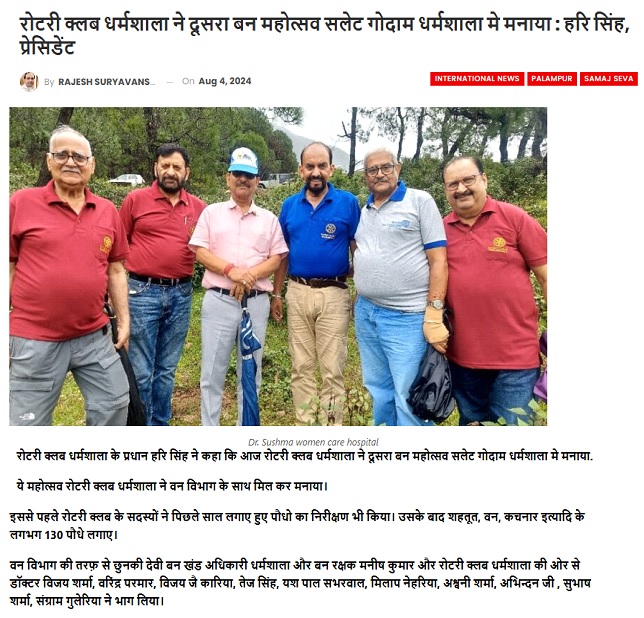 रोटरी क्लब धर्मशाला ने दूसरा बन महोत्सव सलेट गोदाम धर्मशाला मे मनाया : हरि सिंह,
प्रेसिडेंट
By RAJESH SURYAVANS... — On Aug 4, 2024
INTERNATIONAL NEWS PALAMPUR SAMAJ SEVA
Dr. Sushma women care hospital
रोटरी क्लब धर्मशाला के प्रधान हरि सिंह ने कहा कि आज रोटरी क्लब धर्मशाला ने दूसरा बन महोत्सव सलेट गोदाम धर्मशाला मे मनाया.
ये महोत्सव रोटरी क्लब धर्मशाला ने वन विभाग के साथ मिल कर मनाया।
इससे पहले रोटरी क्लब के सदस्यों ने पिछले साल लगाए हुए पौधो का निरीक्षण भी किया। उसके बाद शहतूत, वन, कचनार इत्यादि के
लगभग 130 पौधे लगाए।
वन विभाग की तरफ़ से छुनकी देवी बन खंड अधिकारी धर्मशाला और बन रक्षक मनीष कुमार और रोटरी क्लब धर्मशाला की ओर से
डॉक्टर विजय शर्मा, वरिंद्र परमार, विजय जै कारिया, तेज सिंह, यश पाल सभरवाल, मिलाप नेहरिया, अश्वनी शर्मा, अभिन्दन जी , सुभाष
शर्मा, संग्राम गुलेरिया ने भाग लिया।